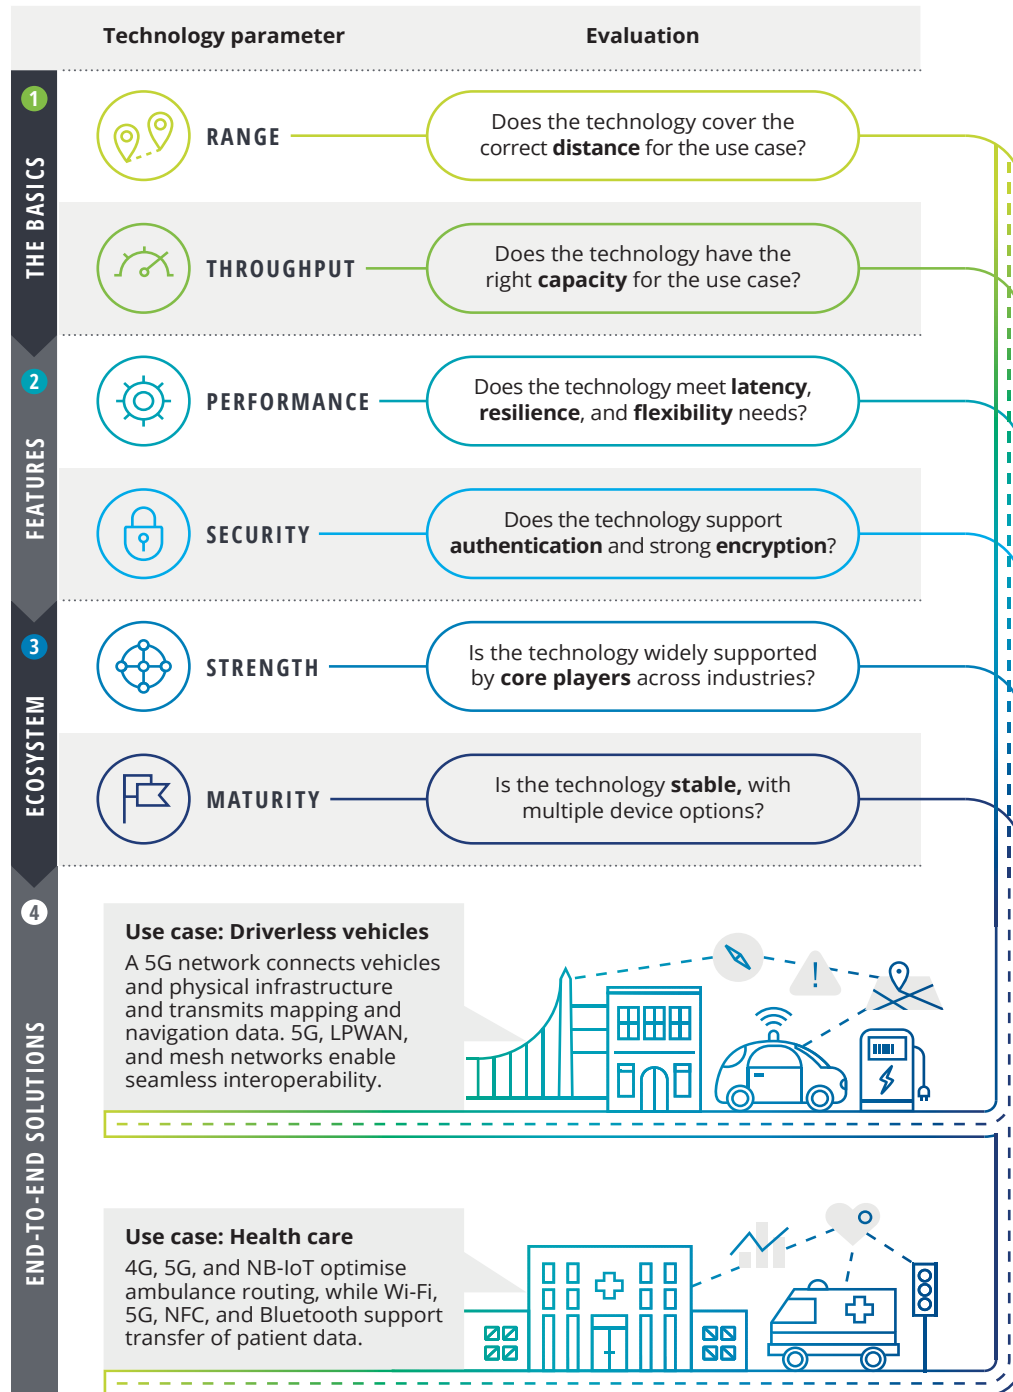 Technology parameter
Evaluation
1
THE BASICS
RANGE
Does the technology cover the
correct distance for the use case?
THROUGHPUT
Does the technology have the
right capacity for the use case?
2
FEATURES
PERFORMANCE
Does the technology meet latency,
resilience, and flexibility needs?
SECURITY
Does the technology support
authentication and strong encryption?
3
ECOSYSTEM
STRENGTH
Is the technology widely supported
by core players across industries?
MATURITY
Is the technology stable, with
multiple device options?
4
END-TO-END SOLUTIONS
Use case: Driverless vehicles
A 5G network connects vehicles
and physical infrastructure
and transmits mapping and
navigation data. 5G, LPWAN,
and mesh networks enable
seamless interoperability.
!
Use case: Health care
4G, 5G, and NB-IoT optimise
ambulance routing, while Wi-Fi,
5G, NFC, and Bluetooth support
transfer of patient data.